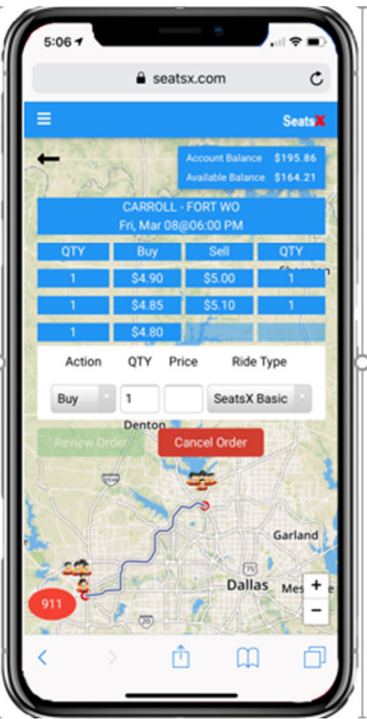 5:06
seatsx.com
SeatsX
Account Balance $195.86
Available Balance $164.21
CARROLL - FORT WO
Fri, Mar 08@06:00 PM
QTY Buy Sell QTY
1 $4.90 $5.00 1
1 $4.85 $5.10 1
1 $4.80
Action QTY Price Ride Type
Buy 1 SeatsX Basic
Denton
Review Order Cancel Order
Garland
Dallas Mes
+
911
−
20